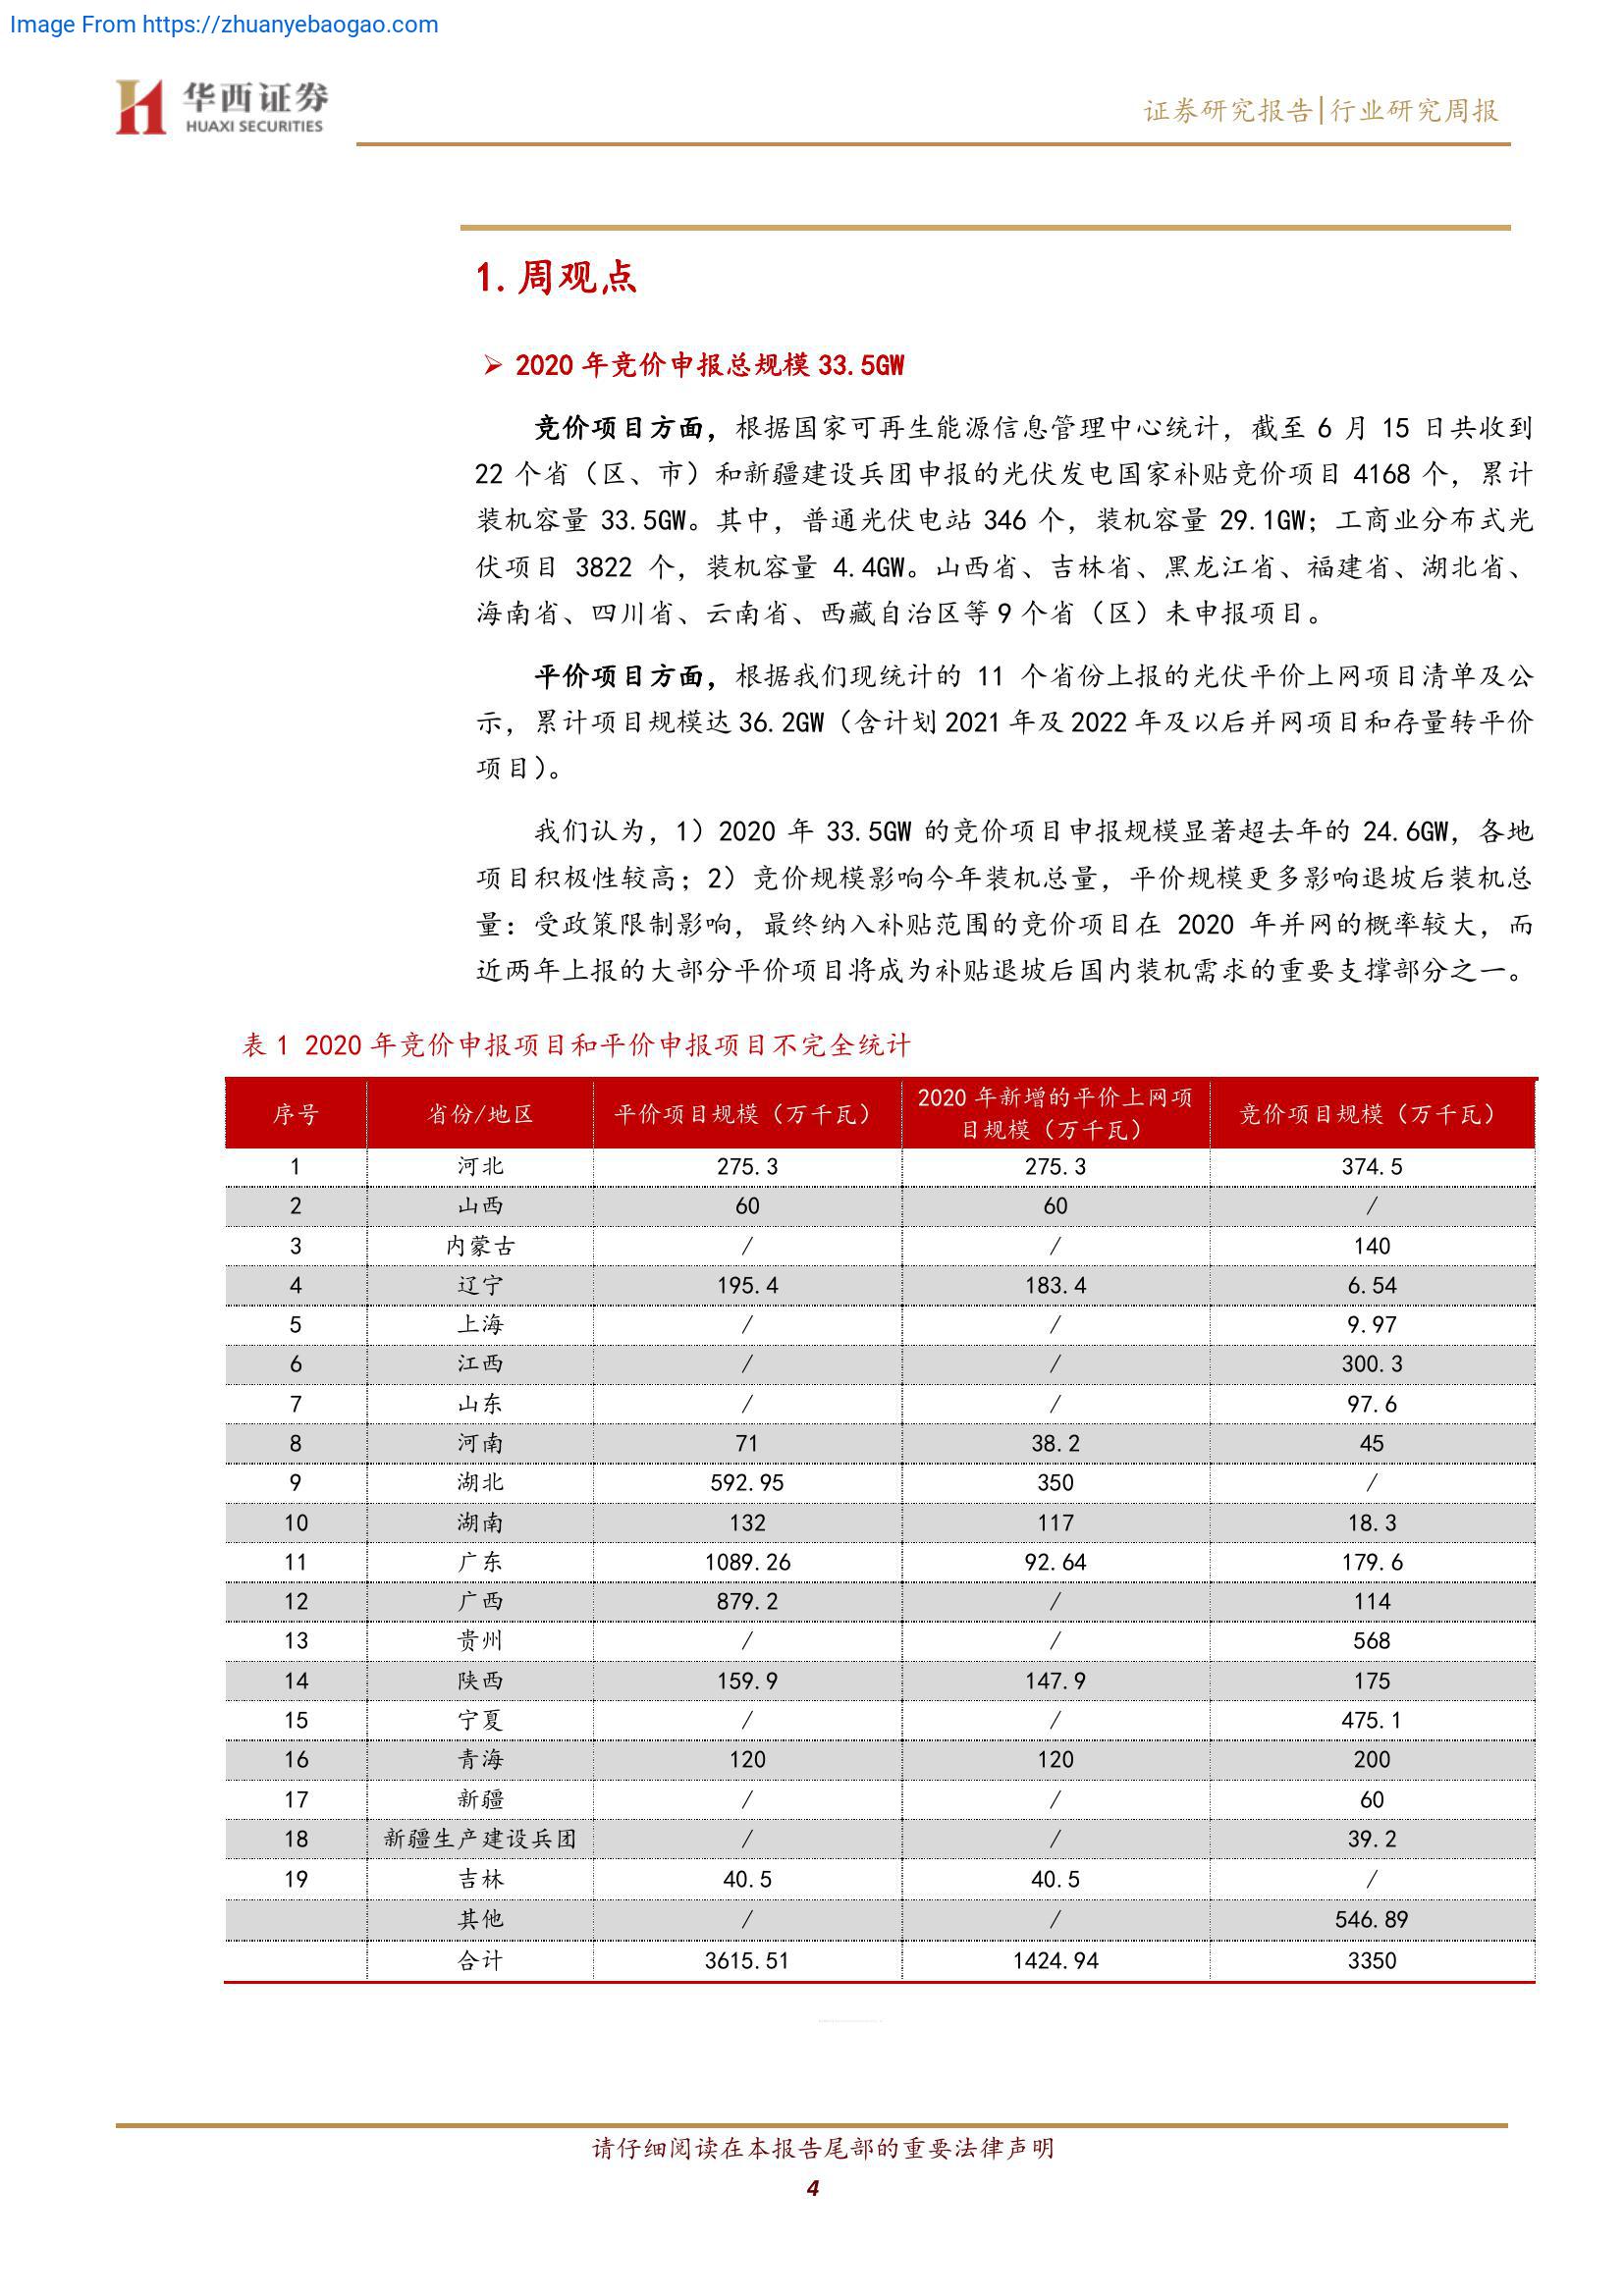 Image From https://zhuanyebaogao.com
华西证券
HUAXI SECURITIES
证券研究报告|行业研究周报
1. 周观点
➢ 2020 年竞价申报总规模 33.5GW
竞价项目方面，根据国家可再生能源信息管理中心统计，截至 6 月 15 日共收到
22 个省（区、市）和新疆建设兵团申报的光伏发电国家补贴竞价项目 4168 个，累计
装机容量 33.5GW。其中，普通光伏电站 346 个，装机容量 29.1GW；工商业分布式光
伏项目 3822 个，装机容量 4.4GW。山西省、吉林省、黑龙江省、福建省、湖北省、
海南省、四川省、云南省、西藏自治区等 9 个省（区）未申报项目。
平价项目方面，根据我们现统计的 11 个省份上报的光伏平价上网项目清单及公
示，累计项目规模达 36.2GW（含计划 2021 年及 2022 年及以后并网项目和存量转平价
项目）。
我们认为，1）2020 年 33.5GW 的竞价项目申报规模显著超去年的 24.6GW，各地
项目积极性较高；2）竞价规模影响今年装机总量，平价规模更多影响退坡后装机总
量：受政策限制影响，最终纳入补贴范围的竞价项目在 2020 年并网的概率较大，而
近两年上报的大部分平价项目将成为补贴退坡后国内装机需求的重要支撑部分之一。
表 1 2020 年竞价申报项目和平价申报项目不完全统计
序号 省份/地区 平价项目规模（万千瓦） 2020 年新增的平价上网项目规模（万千瓦） 竞价项目规模（万千瓦）
1 河北 275.3 275.3 374.5
2 山西 60 60 /
3 内蒙古 / / 140
4 辽宁 195.4 183.4 6.54
5 上海 / / 9.97
6 江西 / / 300.3
7 山东 / / 97.6
8 河南 71 38.2 45
9 湖北 592.95 350 /
10 湖南 132 117 18.3
11 广东 1089.26 92.64 179.6
12 广西 879.2 / 114
13 贵州 / / 568
14 陕西 159.9 147.9 175
15 宁夏 / / 475.1
16 青海 120 120 200
17 新疆 / / 60
18 新疆生产建设兵团 / / 39.2
19 吉林 40.5 40.5 /
其他 / / 546.89
合计 3615.51 1424.94 3350
请仔细阅读在本报告尾部的重要法律声明
4